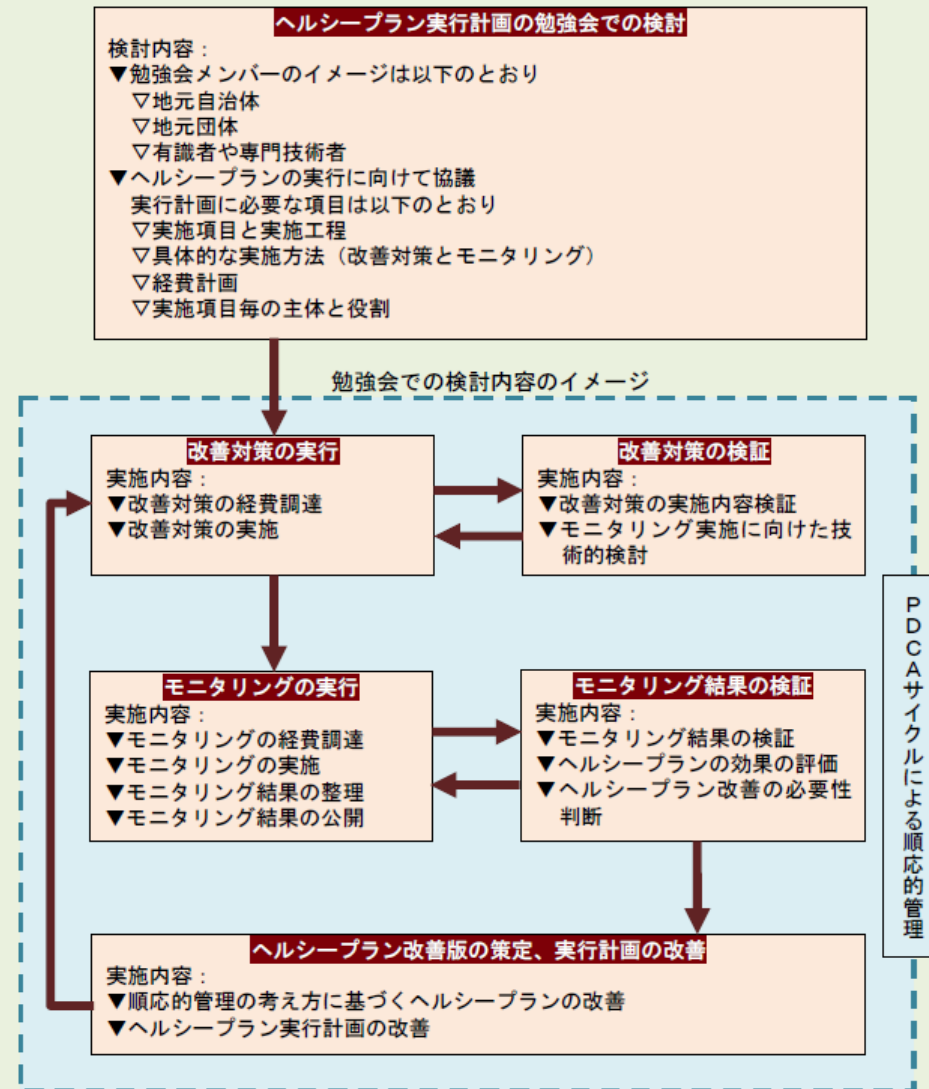 ヘルシープラン実行計画の勉強会での検討
検討内容：
▼勉強会メンバーのイメージは以下のとおり
▽地元自治体
▽地元団体
▽有識者や専門技術者
▼ヘルシープランの実行に向けて協議
実行計画に必要な項目は以下のとおり
▽実施項目と実施工程
▽具体的な実施方法（改善対策とモニタリング）
▽経費計画
▽実施項目毎の主体と役割
勉強会での検討内容のイメージ
改善対策の実行
実施内容：
▼改善対策の経費調達
▼改善対策の実施
改善対策の検証
実施内容：
▼改善対策の実施内容検証
▼モニタリング実施に向けた技
術的検討
PDCAサイクルによる順応的管理
モニタリングの実行
実施内容：
▼モニタリングの経費調達
▼モニタリングの実施
▼モニタリング結果の整理
▼モニタリング結果の公開
モニタリング結果の検証
実施内容：
▼モニタリング結果の検証
▼ヘルシープランの効果の評価
▼ヘルシープラン改善の必要性
判断
ヘルシープラン改善版の策定、実行計画の改善
実施内容：
▼順応的管理の考え方に基づくヘルシープランの改善
▼ヘルシープラン実行計画の改善